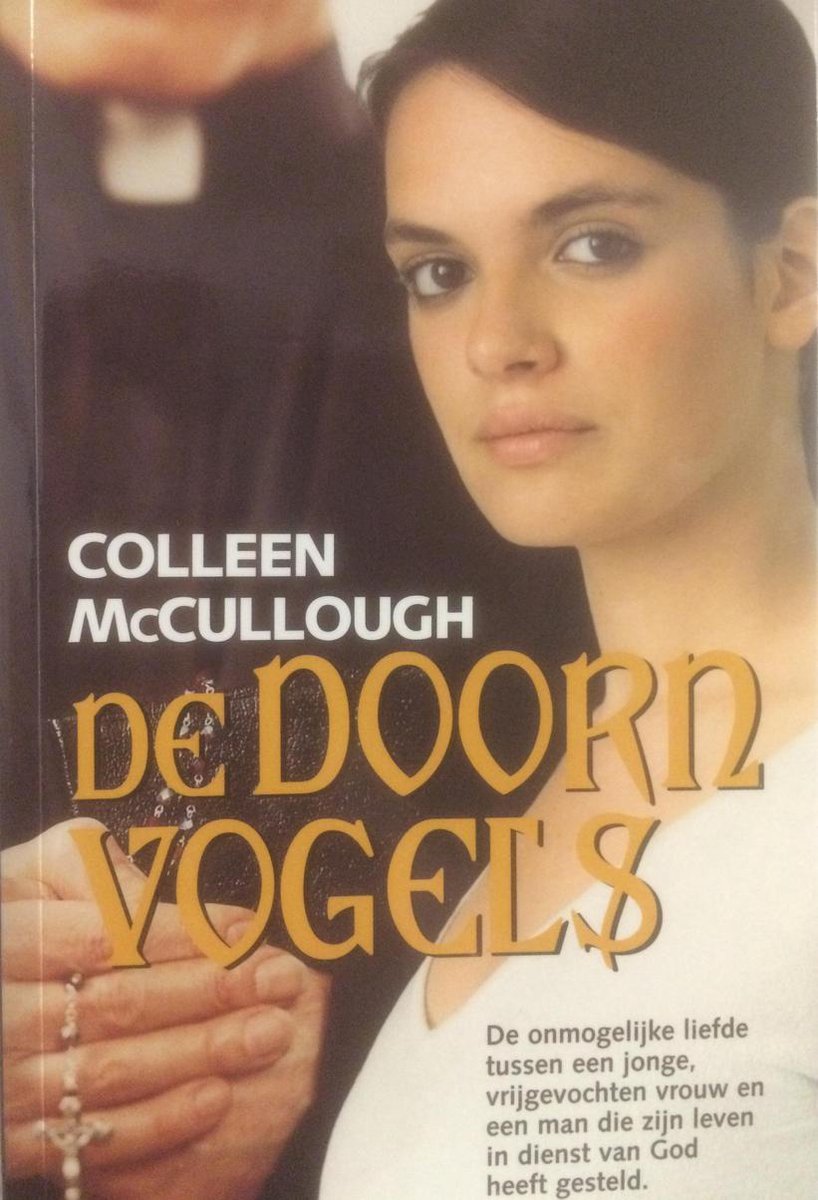 COLLEEN
McCULLOUGH
DE DOORN
VOGELS
De onmogelijke liefde
tussen een jonge,
vrijgevochten vrouw en
een man die zijn leven
in dienst van God
heeft gesteld.